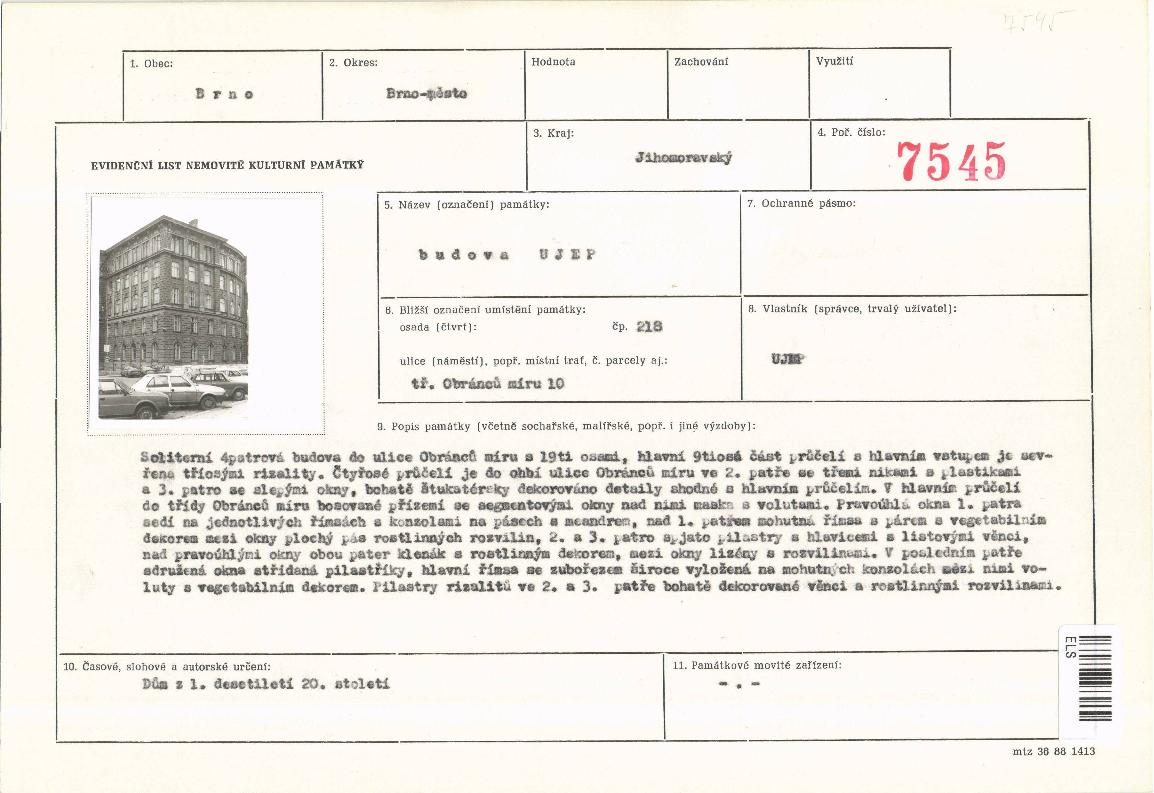 7545
1. Obec:
B r n o
2. Okres:
Brno-město
Hodnota
Zachování
Využití
EVIDENČNÍ LIST NEMOVITÉ KULTURNÍ PAMÁTKY
3. Kraj:
Jihomoravský
4. Poř. číslo:
7545
5. Název (označení) památky:
b u d o v a U J E P
7. Ochranné pásmo:
6. Bližší označení umístění památky:
osada (čtvrt): čp. 218
ulice (náměstí), popř. místní trať, č. parcely aj.:
tř. Obránců míru 10
8. Vlastník (správce, trvalý uživatel):
UJEP
9. Popis památky (včetně sochařské, malířské, popř. i jiné výzdoby):
Soliterní 4patrová budova do ulice Obránců míru s 19ti osami, hlavní 9tiosá část průčelí s hlavním vstupem je sev-
řena tříosými rizality. Čtyřosé průčelí je do ohbí ulice Obránců míru ve 2. patře se třemi nikami s plastikami
a 3. patro se slepými okny, bohatě štukatérsky dekorováno detaily shodné s hlavním průčelím. V hlavním průčelí
do třídy Obránců míru bosované přízemí se segmentovými okny nad nimi maska s volutami. Pravoúhlá okna 1. patra
sedí na jednotlivých římsách s konzolami na pásech s meandrem, nad 1. patrem mohutná římsa s párem s vegetabilním
dekorem mezi okny plochý pás rostlinných rozvilin, 2. a 3. patro spjato pilastry s hlavicemi s listovými věnci,
nad pravoúhlými okny obou pater klenák s rostlinným dekorem, mezi okny lizény s rozvilinami. V posledním patře
sdružená okna střídaná pilastříky, hlavní římsa se zubořezem široce vyložená na mohutných konzolách mezi nimi vo-
luty s vegetabilním dekorem. Pilastry rizalitů ve 2. a 3. patře bohatě dekorované věnci a rostlinnými rozvilinami.
ELS
10. Časové, slohové a autorské určení:
Dům z 1. desetiletí 20. století
11. Památkové movité zařízení:
- . -
mtz 36 88 1413